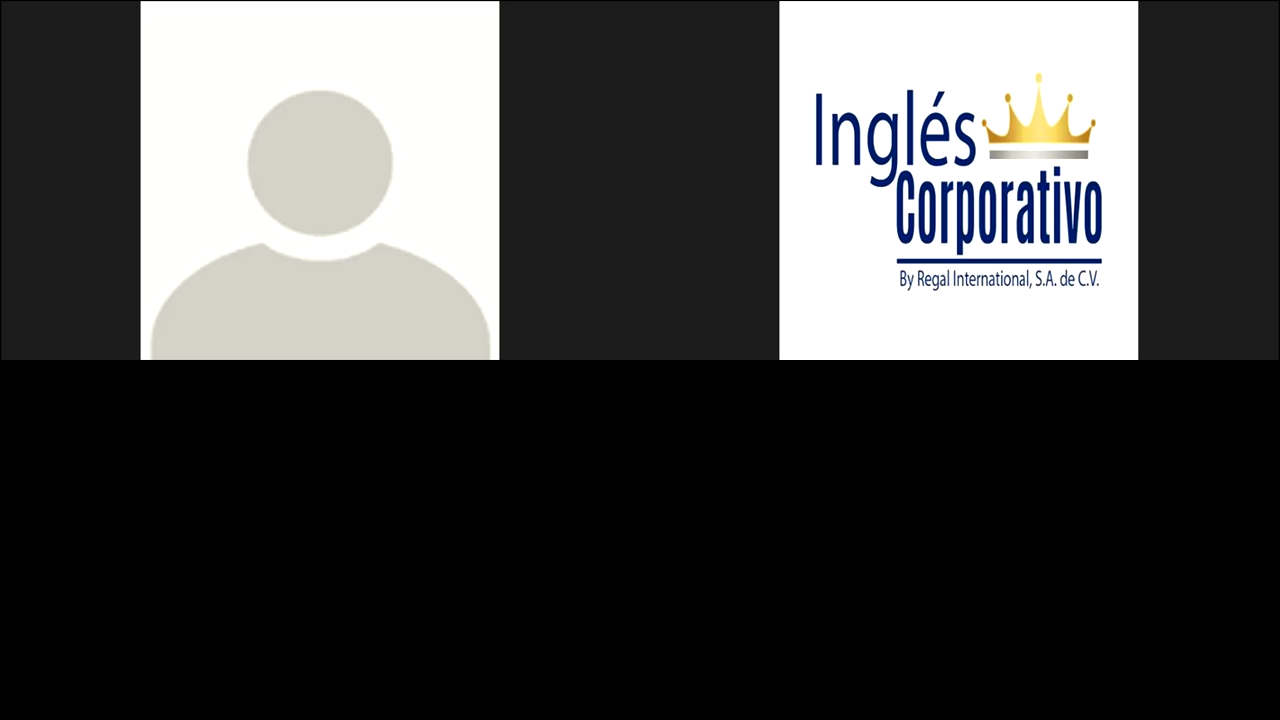 Inglés
Corporativo
By Regal International, S.A. de C.V.